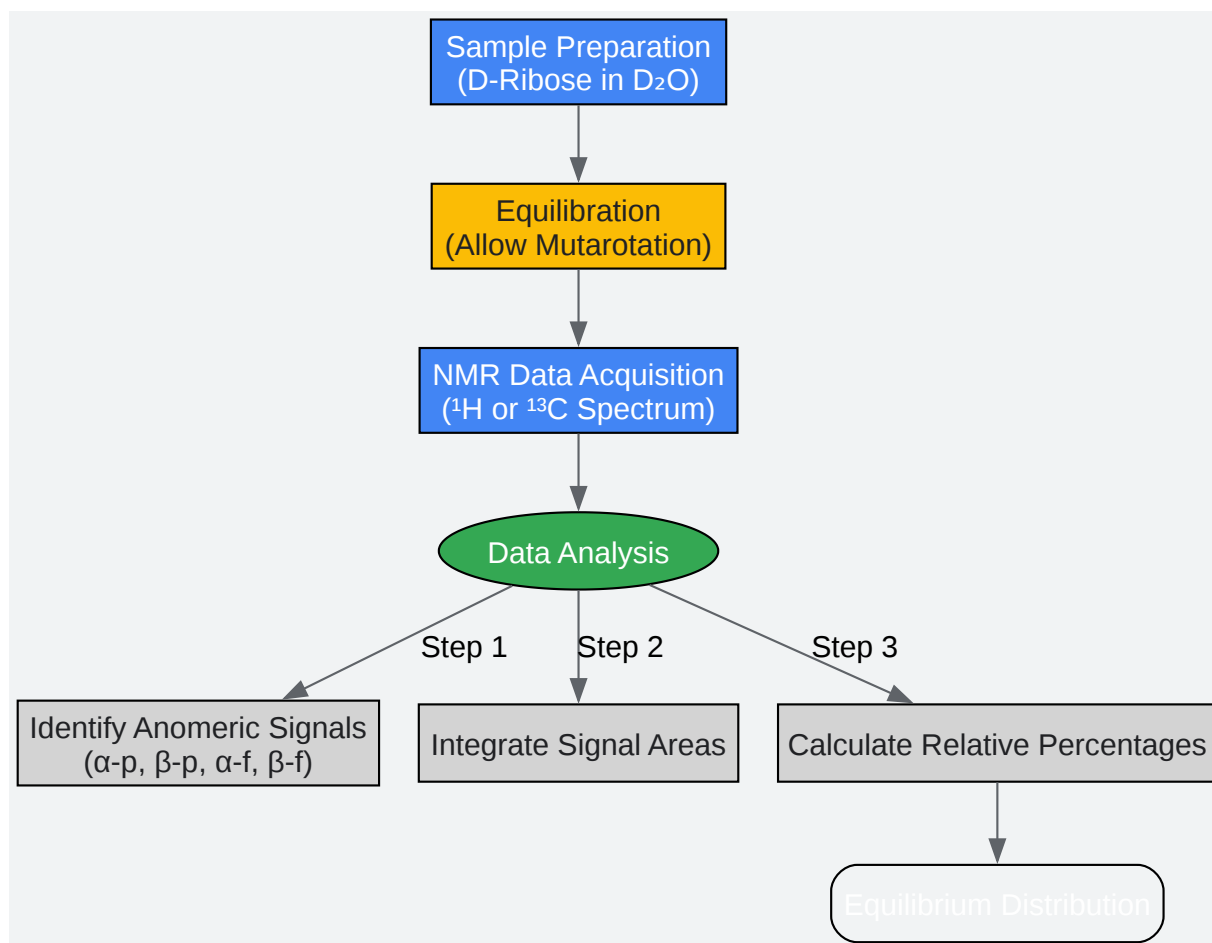 Sample Preparation
(D-Ribose in D₂O)
Equilibration
(Allow Mutarotation)
NMR Data Acquisition
(¹H or ¹³C Spectrum)
Data Analysis
Step 1
Step 2
Step 3
Identify Anomeric Signals
(α-p, β-p, α-f, β-f)
Integrate Signal Areas
Calculate Relative Percentages
Equilibrium Distribution